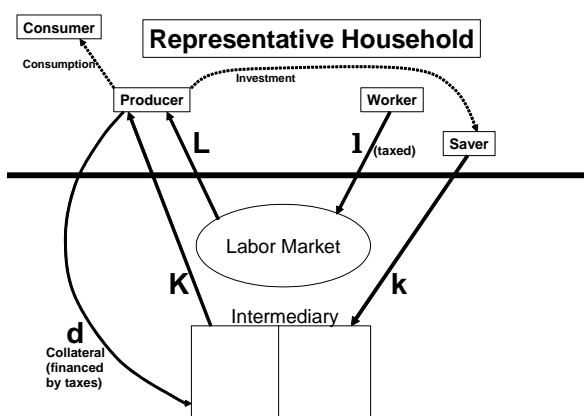 Consumer
Representative Household
Consumption
Investment
Producer
Worker
L
l (taxed)
Saver
Labor Market
K
k
Intermediary
d
Collateral
(financed
by taxes)